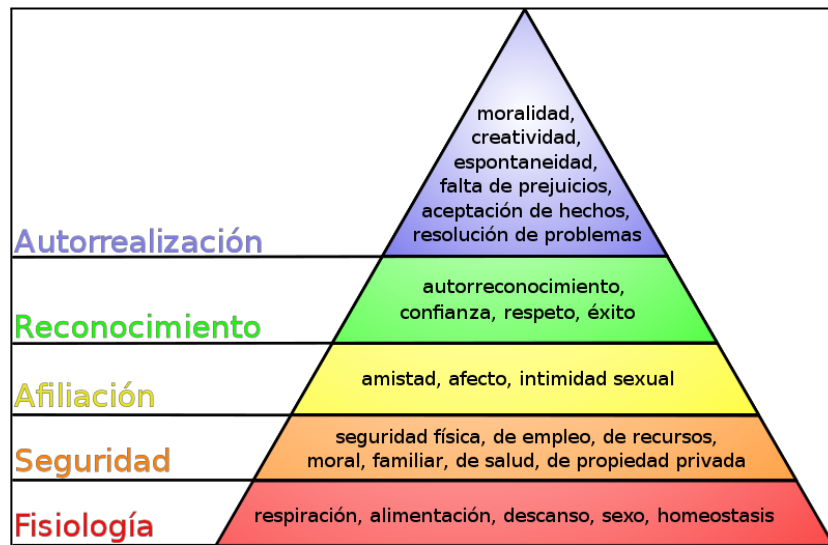 moralidad,
creatividad,
espontaneidad,
falta de prejuicios,
aceptación de hechos,
resolución de problemas
Autorrealización
autorreconocimiento,
confianza, respeto, éxito
Reconocimiento
amistad, afecto, intimidad sexual
Afiliación
seguridad física, de empleo, de recursos,
moral, familiar, de salud, de propiedad privada
Seguridad
respiración, alimentación, descanso, sexo, homeostasis
Fisiología